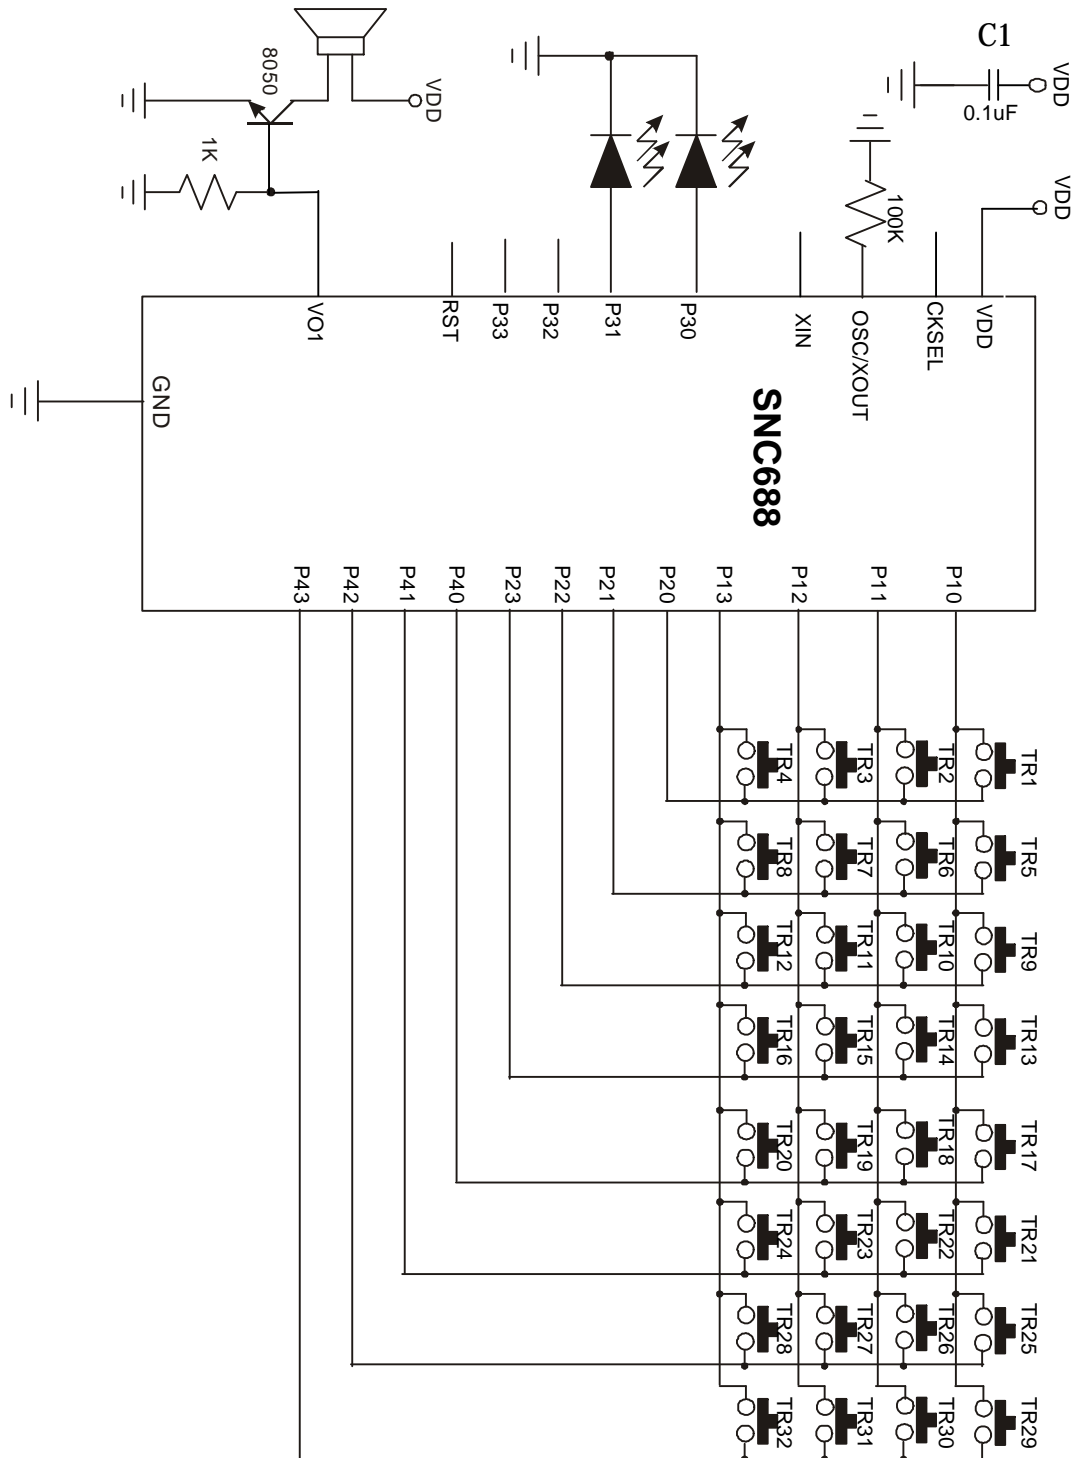 C1
VDD
0.1uF
VDD
100K
8050
VDD
1K
VO1
RST
P33
P32
P31
P30
XIN
OSC/XOUT
CKSEL
VDD
GND
SNC688
P43
P42
P41
P40
P23
P22
P21
P20
P13
P12
P11
P10
TR4
TR3
TR2
TR1
TR8
TR7
TR6
TR5
TR12
TR11
TR10
TR9
TR16
TR15
TR14
TR13
TR20
TR19
TR18
TR17
TR24
TR23
TR22
TR21
TR28
TR27
TR26
TR25
TR32
TR31
TR30
TR29